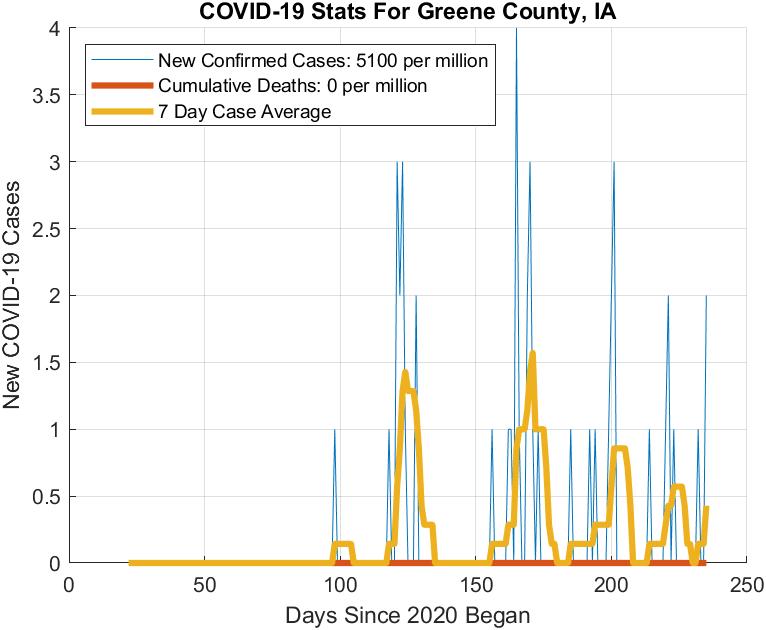 COVID-19 Stats For Greene County, IA
New Confirmed Cases: 5100 per million
Cumulative Deaths: 0 per million
7 Day Case Average
New COVID-19 Cases
4
3.5
3
2.5
2
1.5
1
0.5
0
0 50 100 150 200 250
Days Since 2020 Began